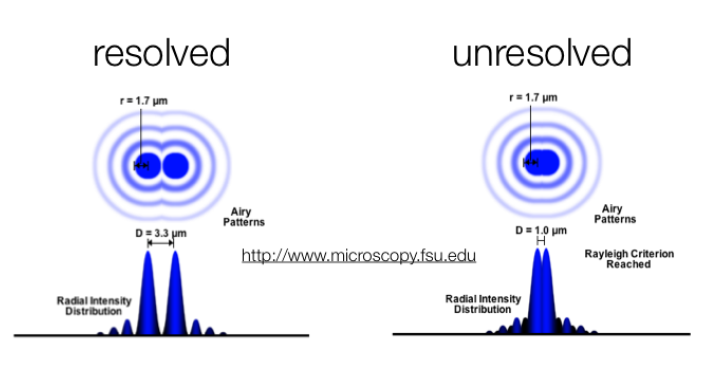 resolved
r = 1.7 µm
Airy
Patterns
D = 3.3 µm
Radial Intensity
Distribution
http://www.microscopy.fsu.edu
unresolved
r = 1.7 µm
Airy
Patterns
D = 1.0 µm
Rayleigh Criterion
Reached
Radial Intensity
Distribution